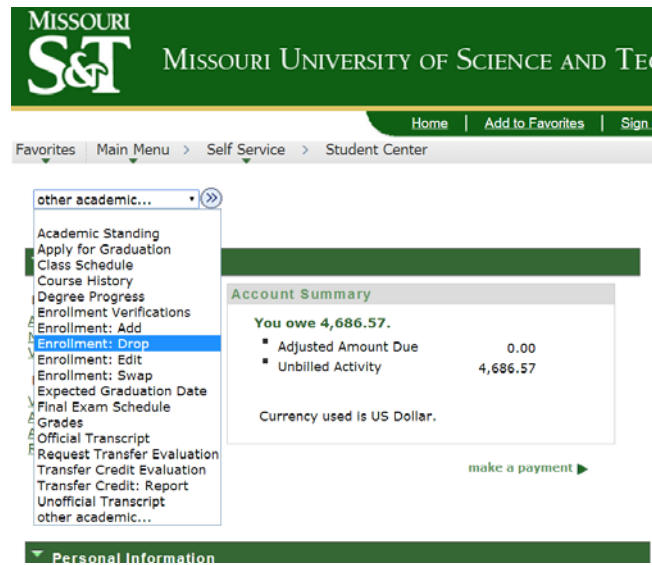 MISSOURI
S&T
MISSOURI UNIVERSITY OF SCIENCE AND
Home | Add to Favorites | Sign
Favorites Main Menu > Self Service > Student Center
other academic...
Academic Standing
Apply for Graduation
Class Schedule
Course History
Degree Progress
Enrollment Verifications
Enrollment: Add
Enrollment: Drop
Enrollment: Edit
Enrollment: Swap
Expected Graduation Date
Final Exam Schedule
Grades
Official Transcript
Request Transfer Evaluation
Transfer Credit Evaluation
Transfer Credit: Report
Unofficial Transcript
other academic...
Account Summary
You owe 4,686.57.
Adjusted Amount Due 0.00
Unbilled Activity 4,686.57
Currency used is US Dollar.
make a payment
Personal Information